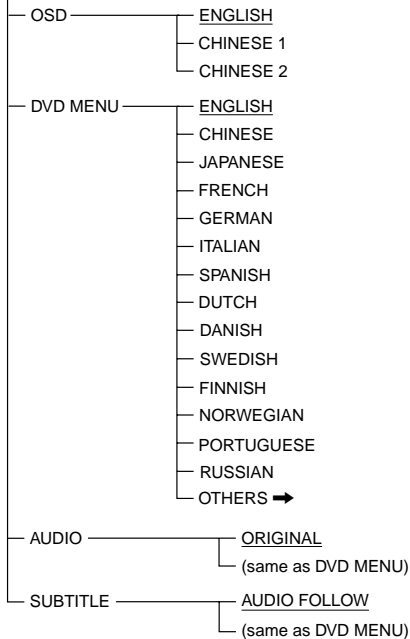 OSD ENGLISH
CHINESE 1
CHINESE 2
DVD MENU ENGLISH
CHINESE
JAPANESE
FRENCH
GERMAN
ITALIAN
SPANISH
DUTCH
DANISH
SWEDISH
FINNISH
NORWEGIAN
PORTUGUESE
RUSSIAN
OTHERS ➡
AUDIO ORIGINAL
(same as DVD MENU)
SUBTITLE AUDIO FOLLOW
(same as DVD MENU)